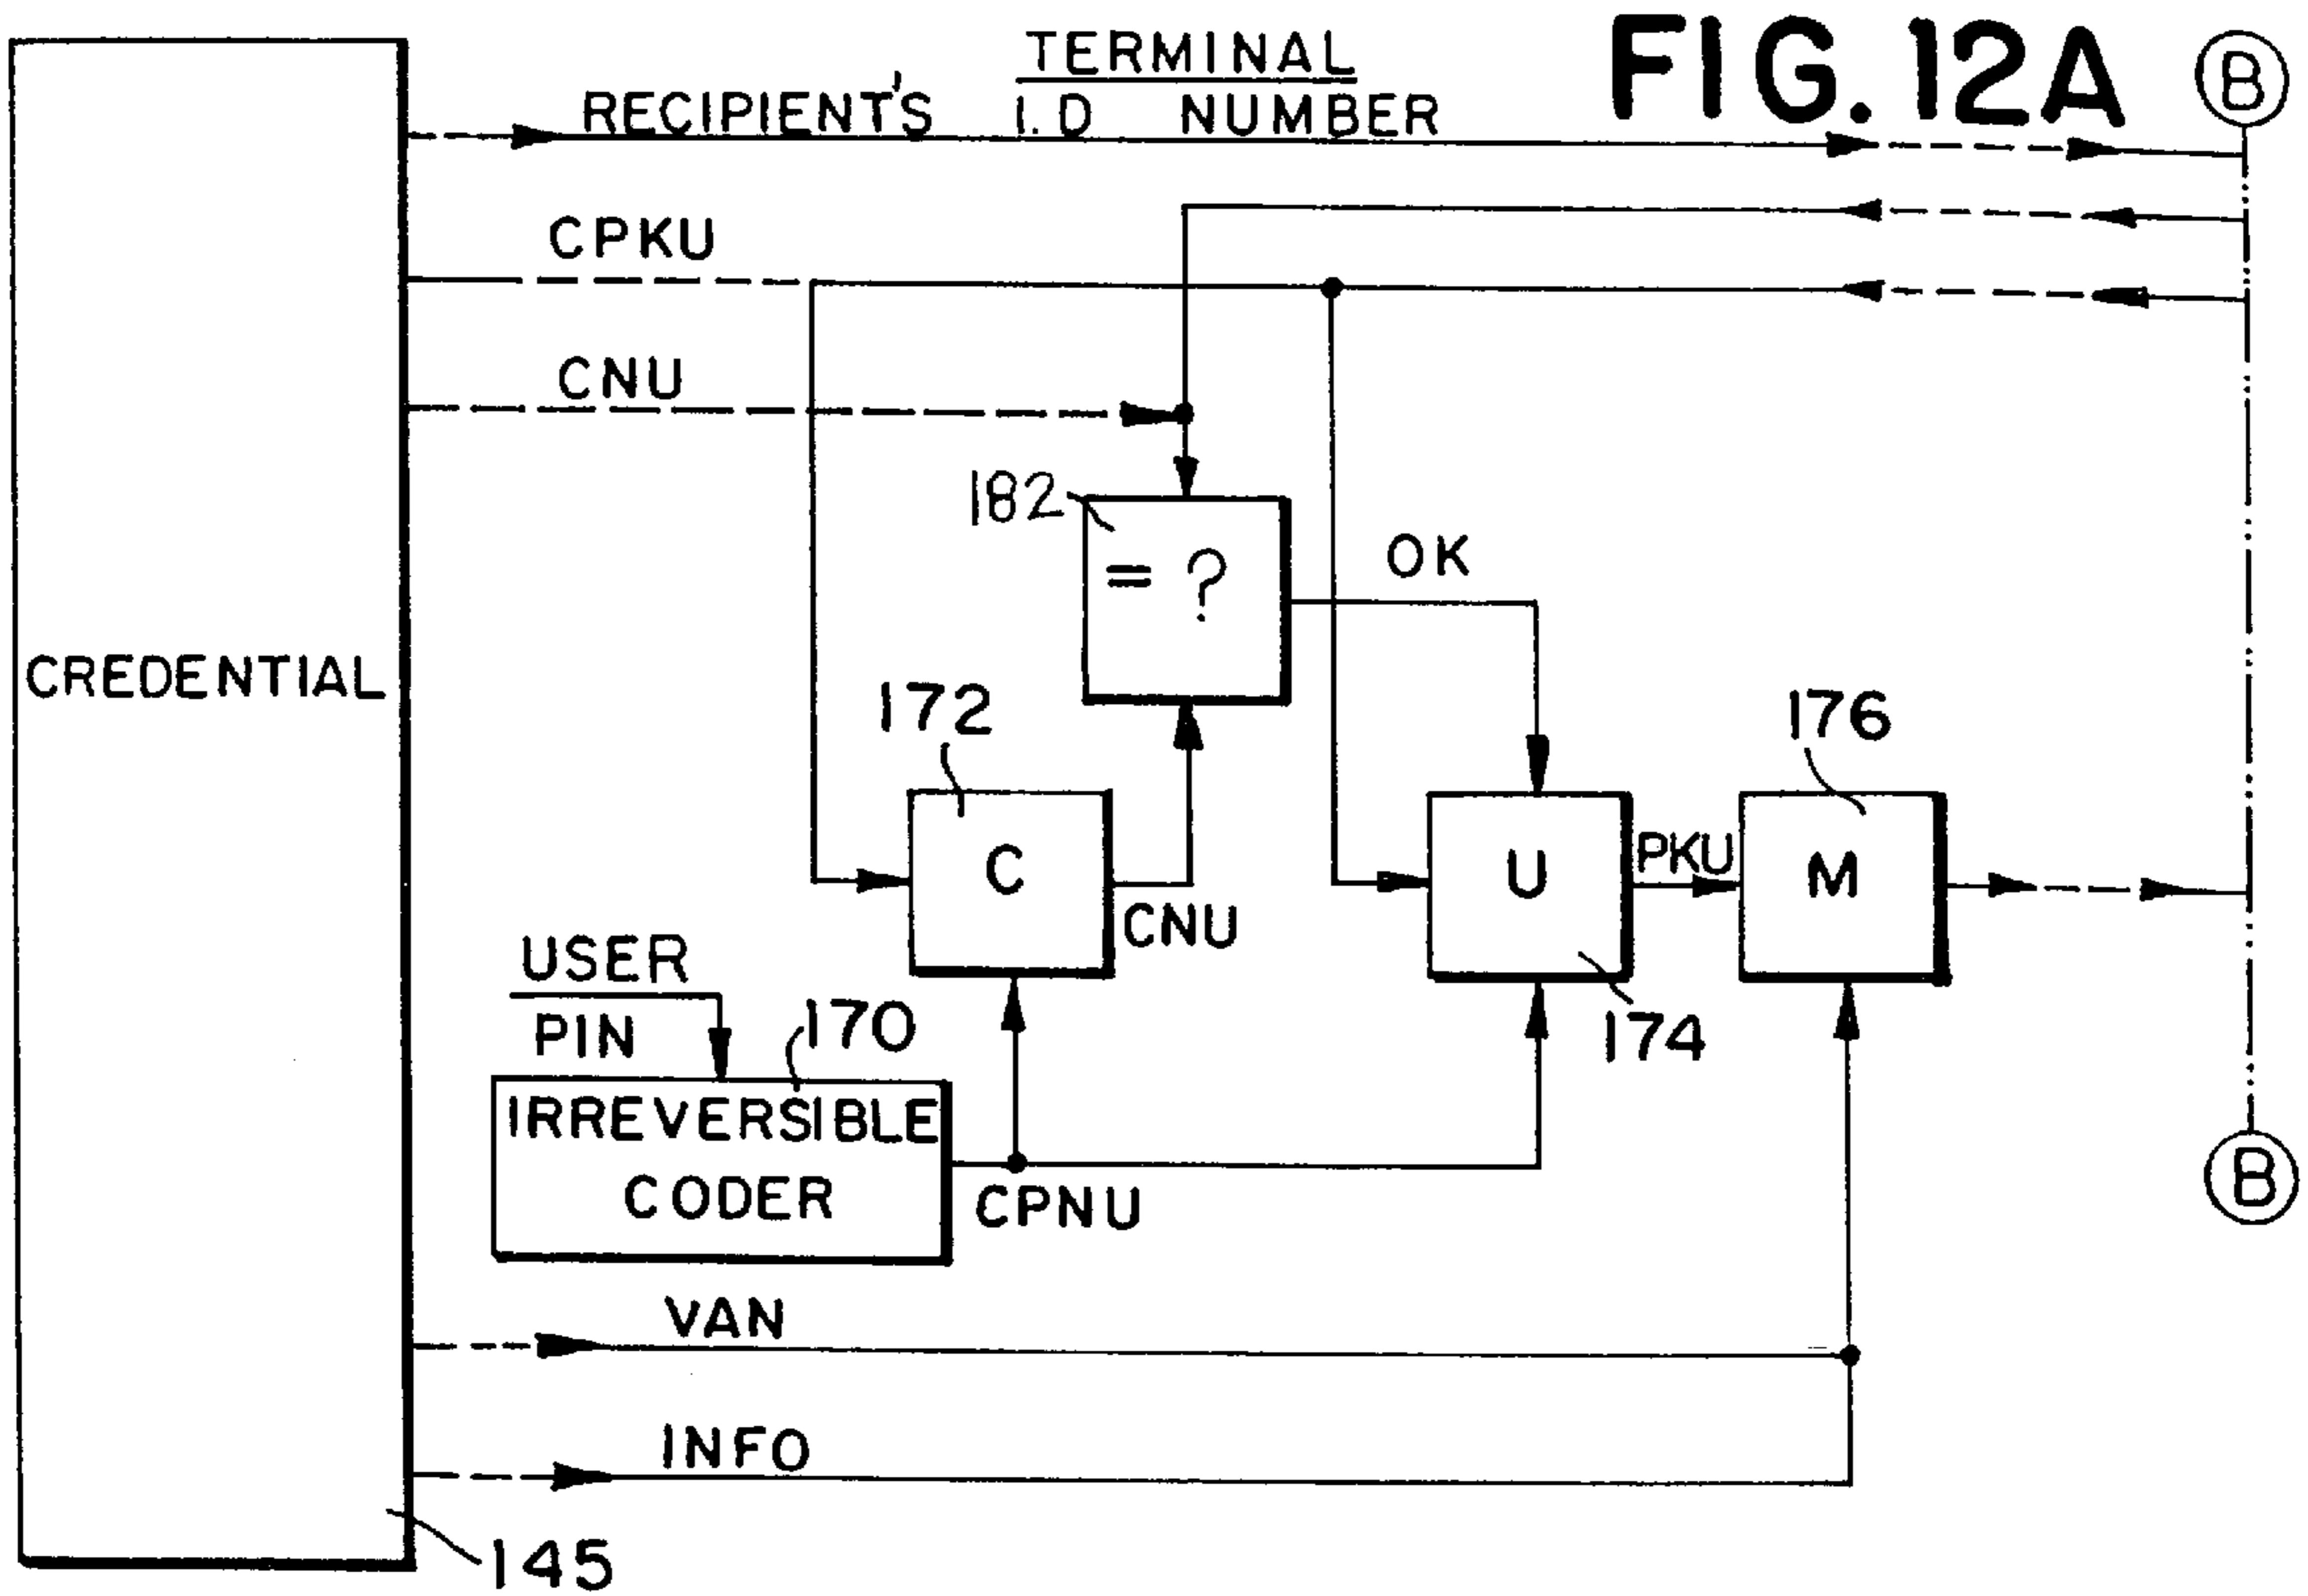 FIG.12A
TERMINAL
RECIPIENT'S I.D NUMBER
B
CPKU
CNU
182
= ?
OK
CREDENTIAL
172
176
C
U
PKU
M
CNU
USER
PIN
170
174
IRREVERSIBLE
CODER
CPNU
B
VAN
INFO
145